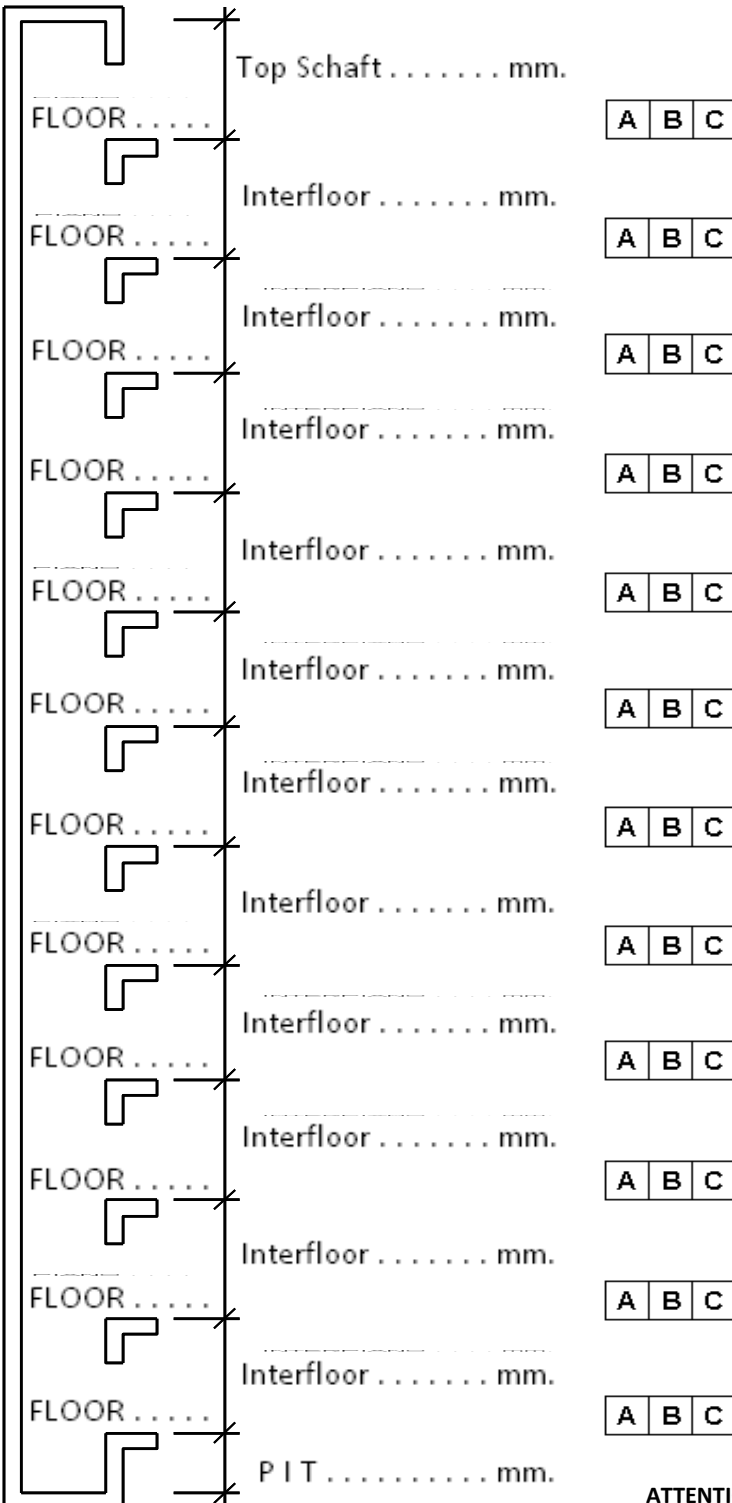 Top Schaft . . . . . . . mm.
FLOOR . . . . . A B C
Interfloor . . . . . . . mm.
FLOOR . . . . . A B C
Interfloor . . . . . . . mm.
FLOOR . . . . . A B C
Interfloor . . . . . . . mm.
FLOOR . . . . . A B C
Interfloor . . . . . . . mm.
FLOOR . . . . . A B C
Interfloor . . . . . . . mm.
FLOOR . . . . . A B C
Interfloor . . . . . . . mm.
FLOOR . . . . . A B C
Interfloor . . . . . . . mm.
FLOOR . . . . . A B C
Interfloor . . . . . . . mm.
FLOOR . . . . . A B C
Interfloor . . . . . . . mm.
FLOOR . . . . . A B C
Interfloor . . . . . . . mm.
FLOOR . . . . . A B C
Interfloor . . . . . . . mm.
FLOOR . . . . . A B C
P I T . . . . . . . . . . mm.
ATTENTI